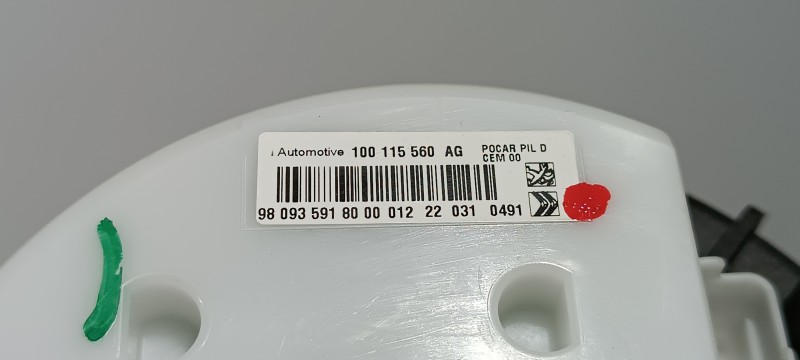 Automotive 100 115 560 AG
POCAR PIL D
CEM 00
98 093 591 80 00 012 22 031 0491